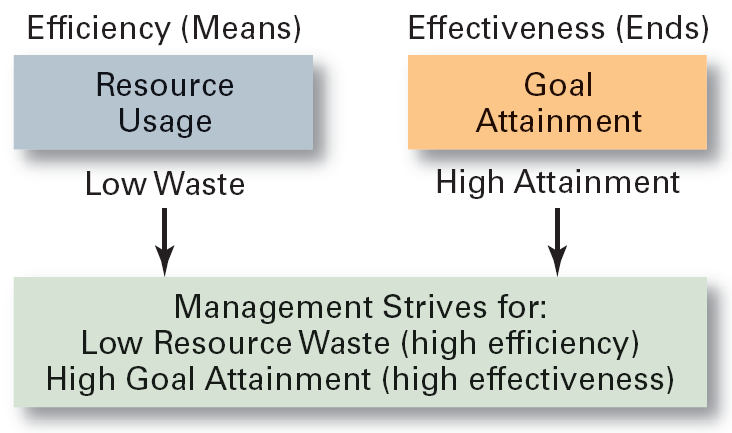 Efficiency (Means)
Effectiveness (Ends)
Resource
Usage
Goal
Attainment
Low Waste
High Attainment
Management Strives for:
Low Resource Waste (high efficiency)
High Goal Attainment (high effectiveness)